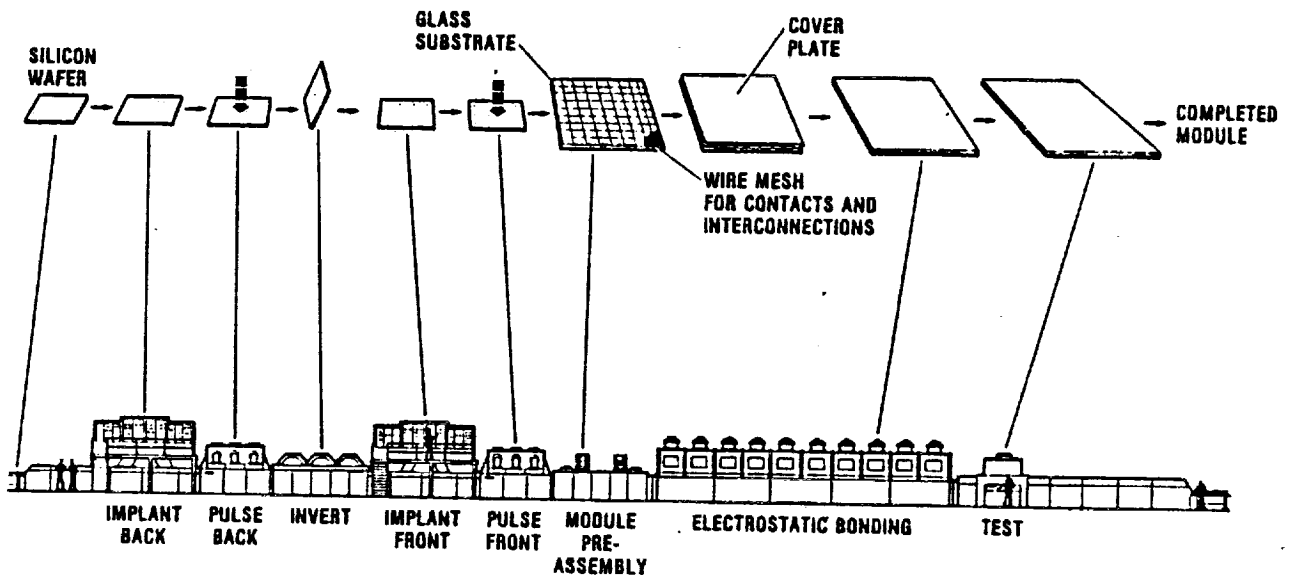 SILICON
WAFER
GLASS
SUBSTRATE
COVER
PLATE
COMPLETED
MODULE
WIRE MESH
FOR CONTACTS AND
INTERCONNECTIONS
IMPLANT
BACK
PULSE
BACK
INVERT
IMPLANT
FRONT
PULSE
FRONT
MODULE
PRE-
ASSEMBLY
ELECTROSTATIC BONDING
TEST